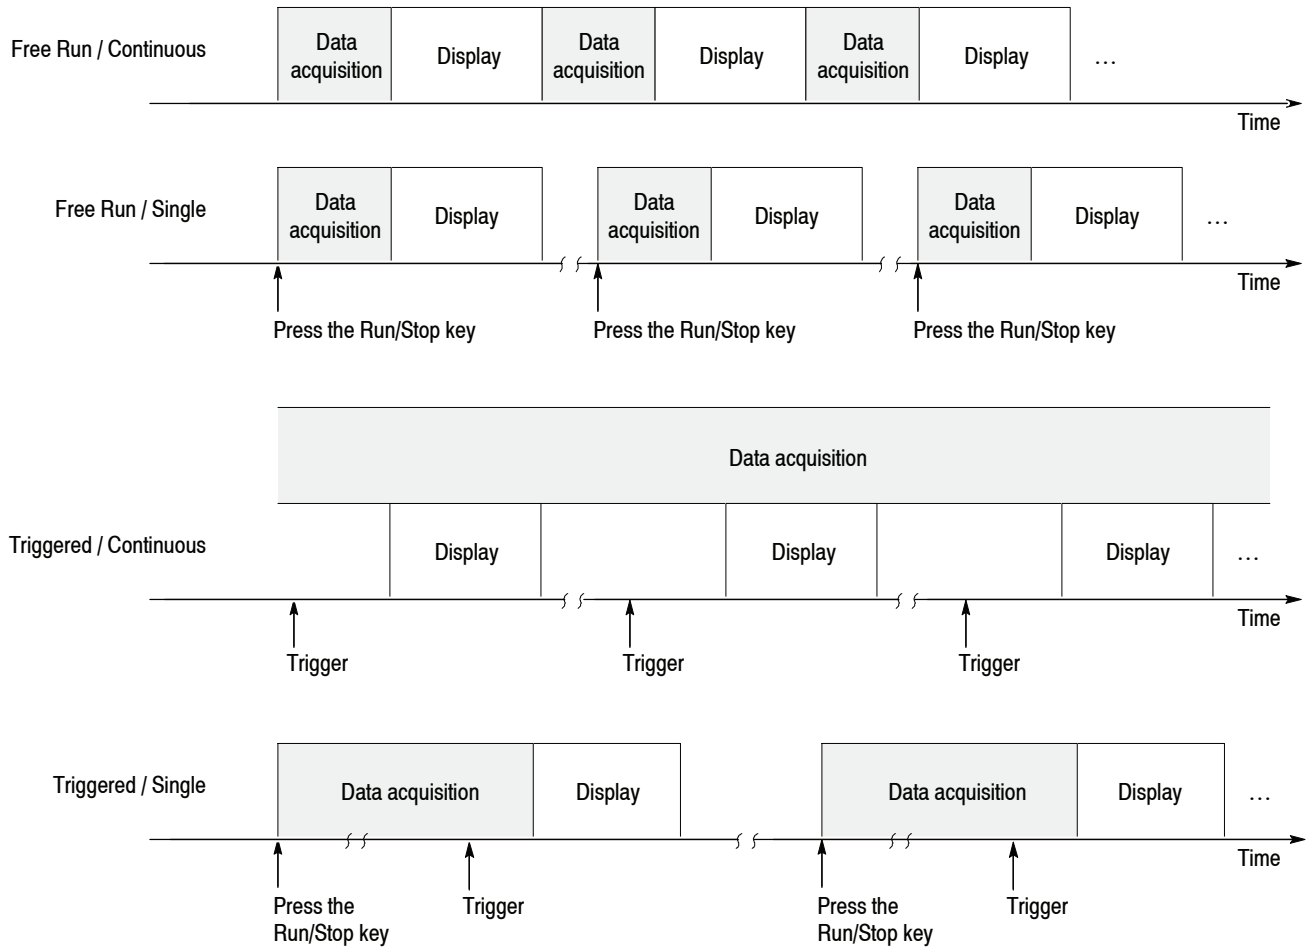 Free Run / Continuous
Data
acquisition
Display
Data
acquisition
Display
Data
acquisition
Display
…
Time
Free Run / Single
Data
acquisition
Display
Data
acquisition
Display
Data
acquisition
Display
…
Time
Press the Run/Stop key
Press the Run/Stop key
Press the Run/Stop key
Data acquisition
Triggered / Continuous
Display
Display
Display
…
Time
Trigger
Trigger
Trigger
Triggered / Single
Data acquisition
Display
Data acquisition
Display
…
Time
Press the
Run/Stop key
Trigger
Press the
Run/Stop key
Trigger